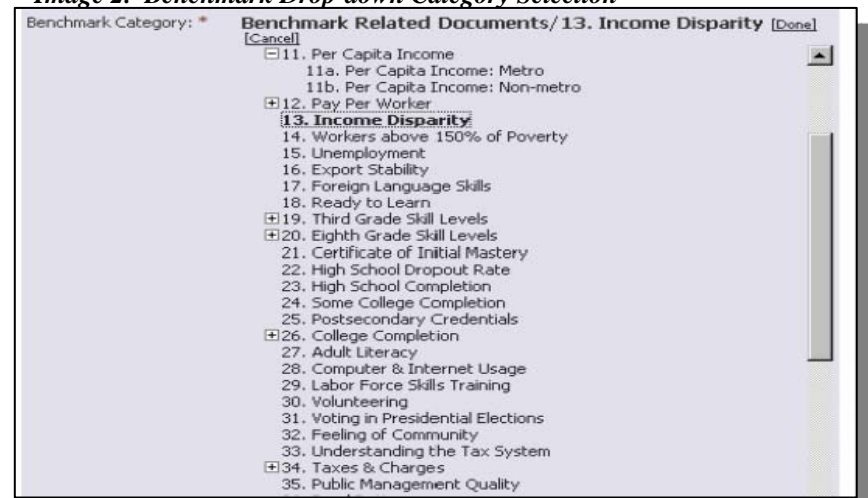 Image 2: Benchmark Drop-down Category Selection
Benchmark Category: * Benchmark Related Documents/13. Income Disparity [Done]
[Cancel]
11. Per Capita Income
11a. Per Capita Income: Metro
11b. Per Capita Income: Non-metro
12. Pay Per Worker
13. Income Disparity
14. Workers above 150% of Poverty
15. Unemployment
16. Export Stability
17. Foreign Language Skills
18. Ready to Learn
19. Third Grade Skill Levels
20. Eighth Grade Skill Levels
21. Certificate of Initial Mastery
22. High School Dropout Rate
23. High School Completion
24. Some College Completion
25. Postsecondary Credentials
26. College Completion
27. Adult Literacy
28. Computer & Internet Usage
29. Labor Force Skills Training
30. Volunteering
31. Voting in Presidential Elections
32. Feeling of Community
33. Understanding the Tax System
34. Taxes & Charges
35. Public Management Quality